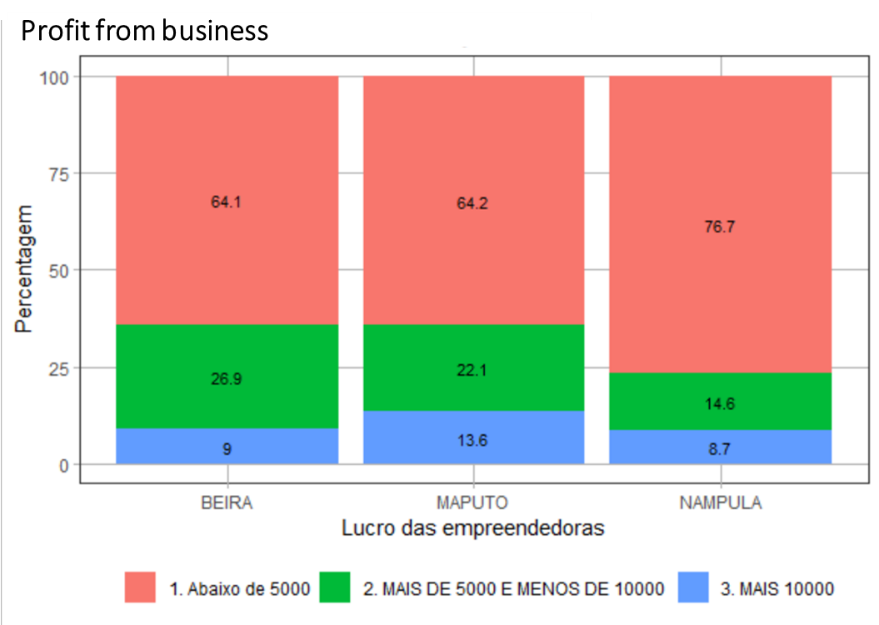 Profit from business
100
75
50
25
0
Percentagem
64.1
64.2
76.7
26.9
22.1
14.6
9
13.6
8.7
BEIRA MAPUTO NAMPULA
Lucro das empreendedoras
1. Abaixo de 5000 2. MAIS DE 5000 E MENOS DE 10000 3. MAIS 10000